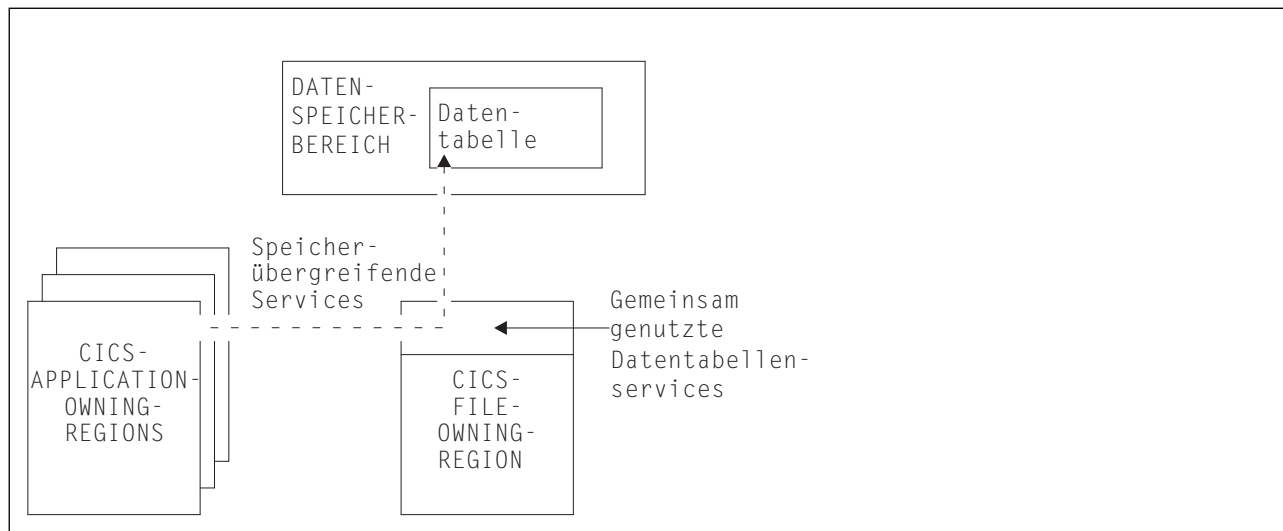 DATEN-
SPEICHER-
BEREICH
Daten-
tabelle
Speicher-
übergreifende
Services
Gemeinsam
genutzte
Datentabellen-
services
CICS-
APPLICATION-
OWNING-
REGIONS
CICS-
FILE-
OWNING-
REGION